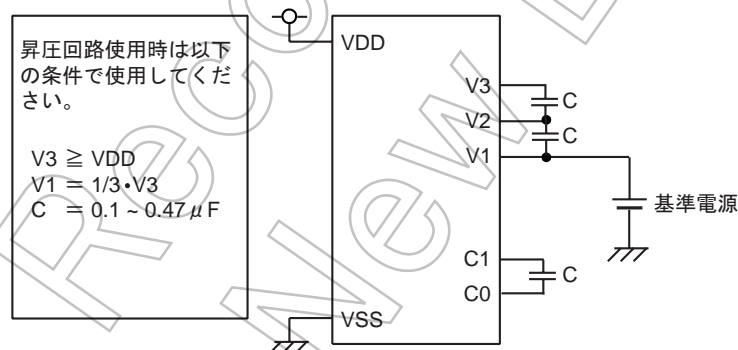 昇圧回路使用時は以下
の条件で使用してくだ
さい。
V3 ≧ VDD
V1 = 1/3•V3
C = 0.1 ~ 0.47 μ F
VDD
V3
C
V2
C
V1
基準電源
C1
C
C0
VSS